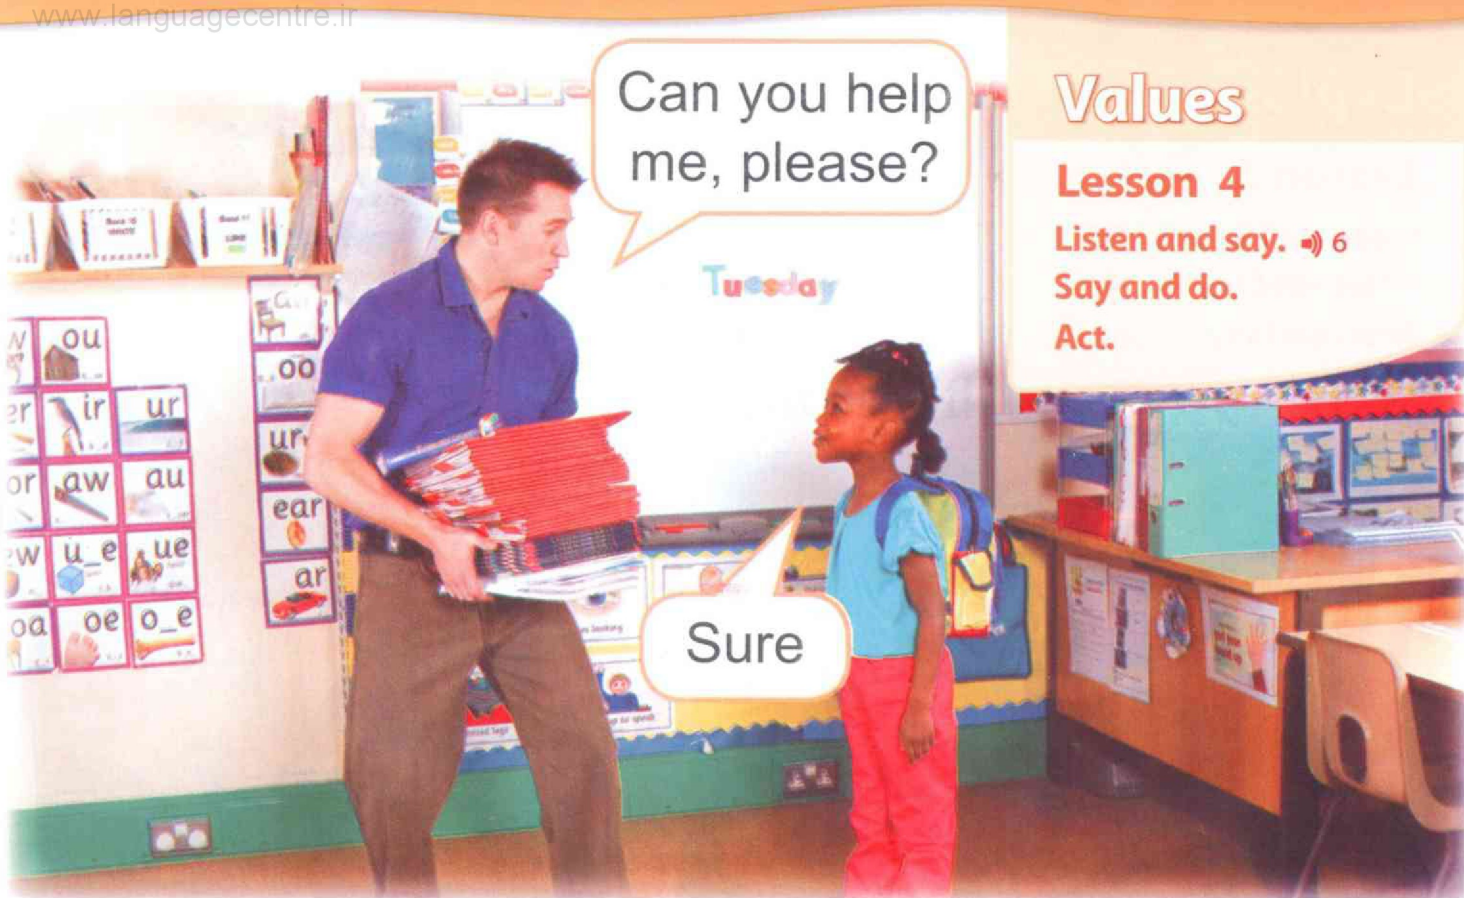 www.languagecentre.ir
Values
Lesson 4
Listen and say. 6
Say and do.
Act.
Can you help
me, please?
Tuesday
Sure
ou
oo
er
ir
ur
ur
or
aw
au
ear
ew
u_e
ue
ar
oa
oe
o_e